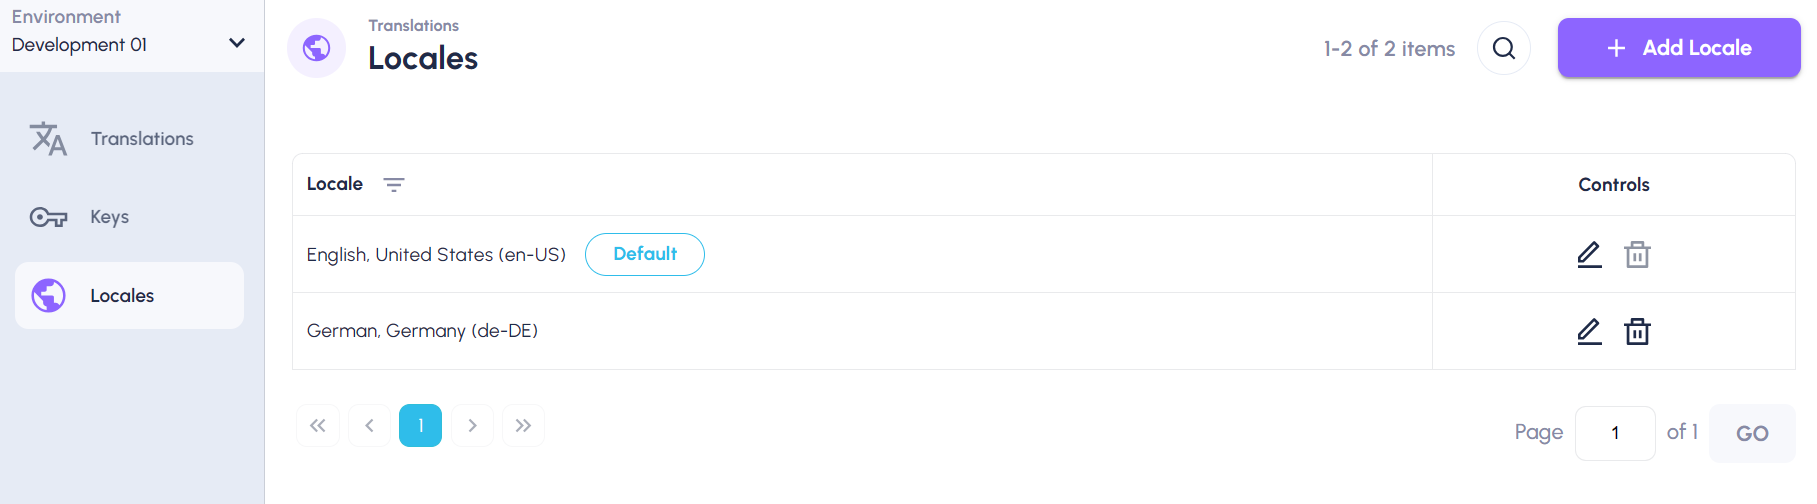 Environment
Development 01
Translations
Keys
Locales
Translations
Locales
1-2 of 2 items
Add Locale
Locale
Controls
English, United States (en-US)
Default
German, Germany (de-DE)
1
Page
1
of 1
GO